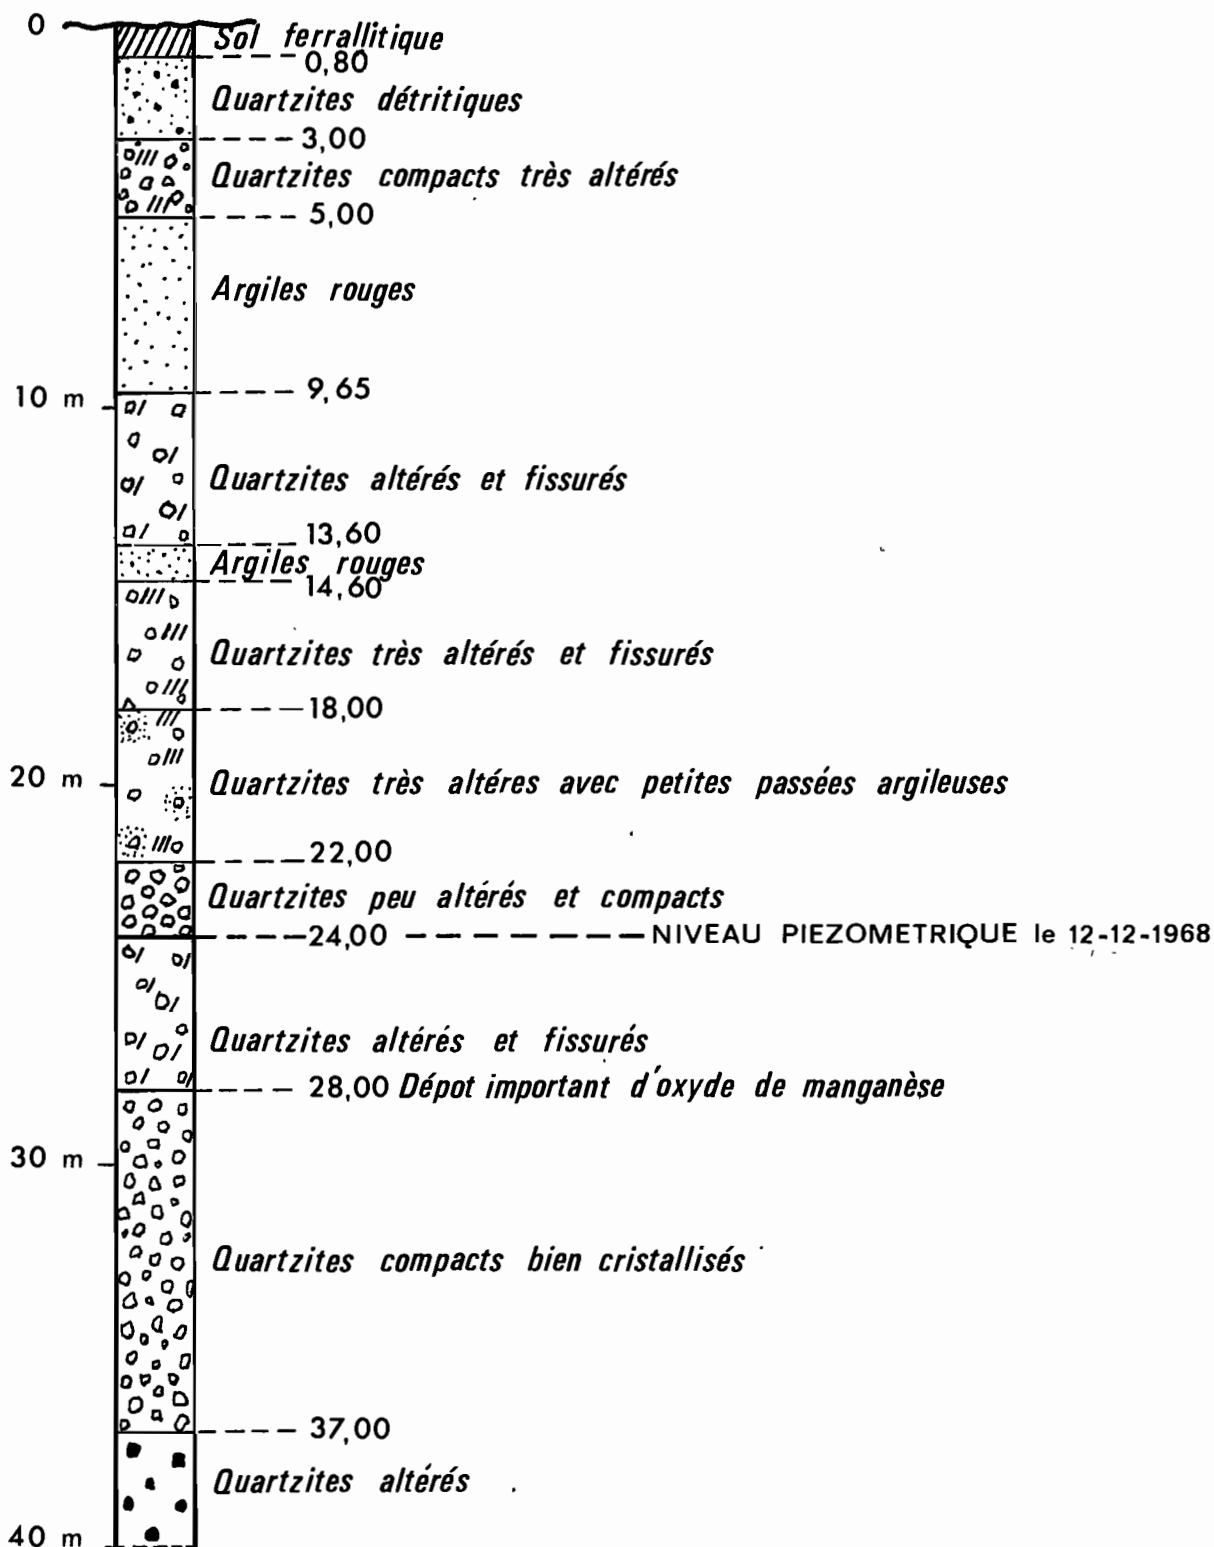 0
Sol ferrallitique
0,80
Quartzites détritiques
3,00
Quartzites compacts très altérés
5,00
Argiles rouges
9,65
10 m
Quartzites altérés et fissurés
13,60
Argiles rouges
14,60
Quartzites très altérés et fissurés
18,00
20 m
Quartzites très altéres avec petites passées argileuses
22,00
Quartzites peu altérés et compacts
24,00 NIVEAU PIEZOMETRIQUE le 12-12-1968
Quartzites altérés et fissurés
28,00 Dépot important d'oxyde de manganèse
30 m
Quartzites compacts bien cristallisés
37,00
Quartzites altérés
40 m